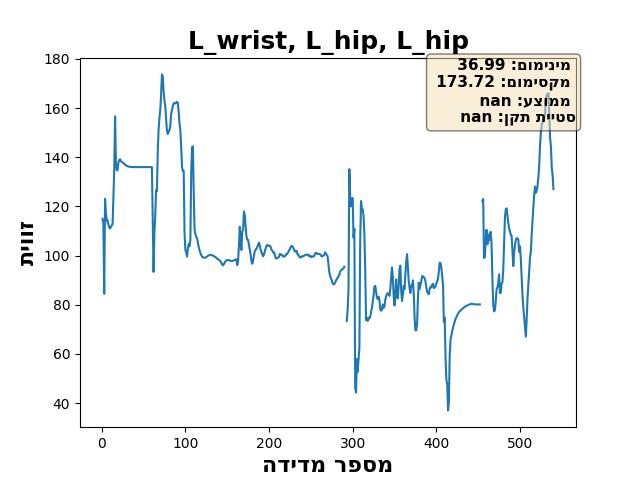 L_wrist, L_hip, L_hip
מינימום: 36.99
מקסימום: 173.72
ממוצע: nan
סטיית תקן: nan
זווית
180
160
140
120
100
80
60
40
0 100 200 300 400 500
מספר מדידה